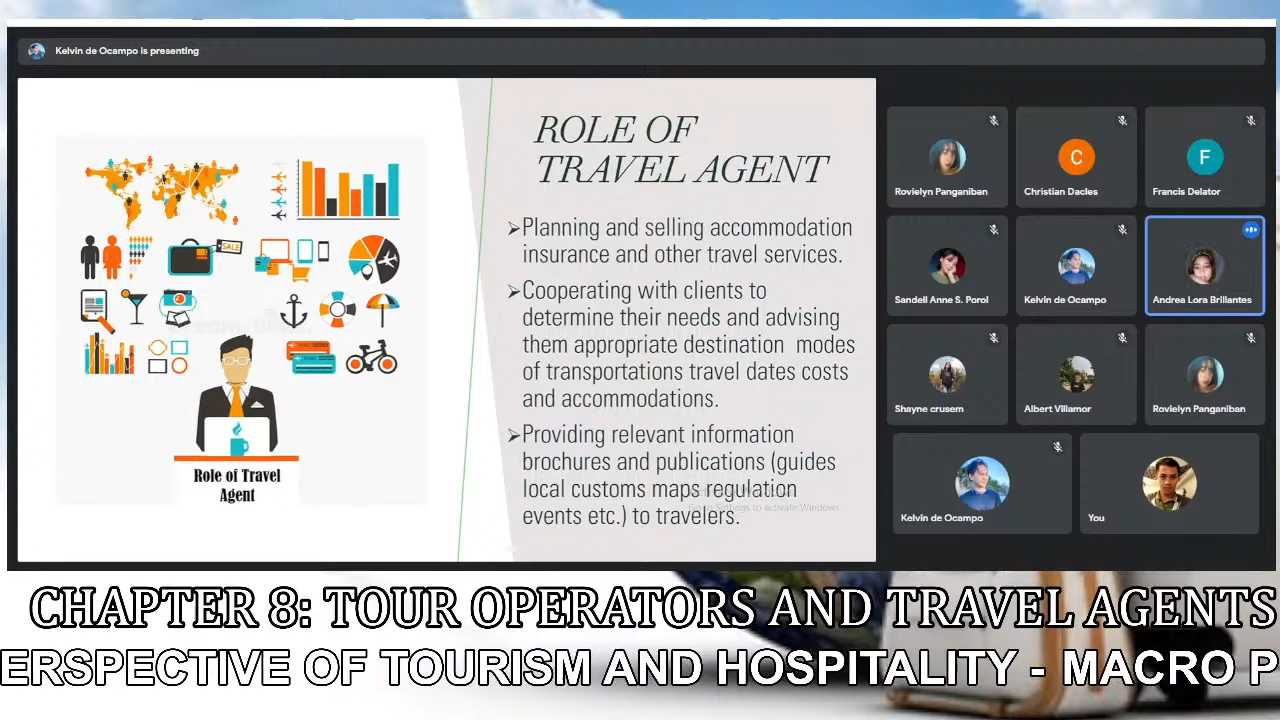 Kelvin de Ocampo is presenting
ROLE OF
TRAVEL AGENT
➢Planning and selling accommodation
insurance and other travel services.
➢Cooperating with clients to
determine their needs and advising
them appropriate destination modes
of transportations travel dates costs
and accommodations.
➢Providing relevant information
brochures and publications (guides
local customs maps regulation
events etc.) to travelers.
SALE
Role of Travel
Agent
Settings to activate Windows
Rovielyn Panganiban
C
Christian Dacles
F
Francis Delator
Sandell Anne S. Porol
Kelvin de Ocampo
Andrea Lora Brillantes
Shayne crusem
Albert Villamor
Rovielyn Panganiban
Kelvin de Ocampo
You
CHAPTER 8: TOUR OPERATORS AND TRAVEL AGENTS
ERSPECTIVE OF TOURISM AND HOSPITALITY - MACRO P